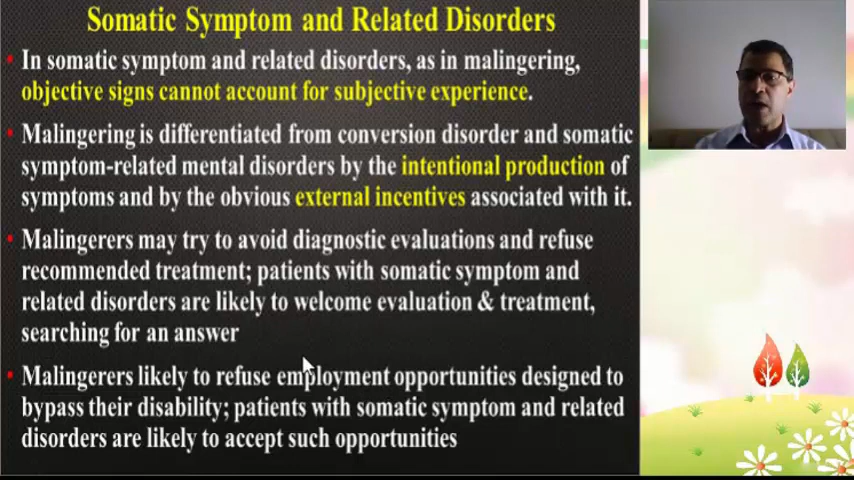 Somatic Symptom and Related Disorders
In somatic symptom and related disorders, as in malingering,
objective signs cannot account for subjective experience.
Malingering is differentiated from conversion disorder and somatic
symptom-related mental disorders by the intentional production of
symptoms and by the obvious external incentives associated with it.
Malingerers may try to avoid diagnostic evaluations and refuse
recommended treatment; patients with somatic symptom and
related disorders are likely to welcome evaluation & treatment,
searching for an answer
Malingerers likely to refuse employment opportunities designed to
bypass their disability; patients with somatic symptom and related
disorders are likely to accept such opportunities